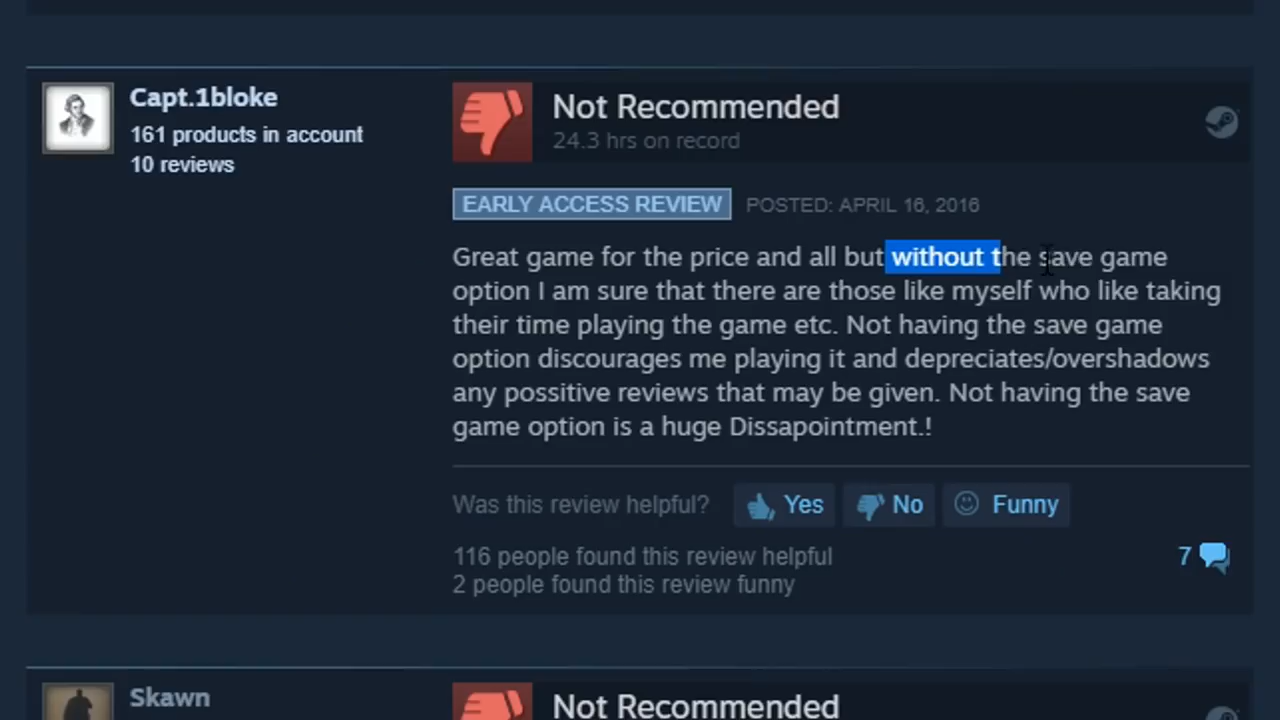 Capt.1bloke
161 products in account
10 reviews
Not Recommended
24.3 hrs on record
EARLY ACCESS REVIEW POSTED: APRIL 16, 2016
Great game for the price and all but without the save game
option I am sure that there are those like myself who like taking
their time playing the game etc. Not having the save game
option discourages me playing it and depreciates/overshadows
any possitive reviews that may be given. Not having the save
game option is a huge Dissapointment.!
Was this review helpful? Yes No Funny
116 people found this review helpful
2 people found this review funny
7
Skawn
Not Recommended